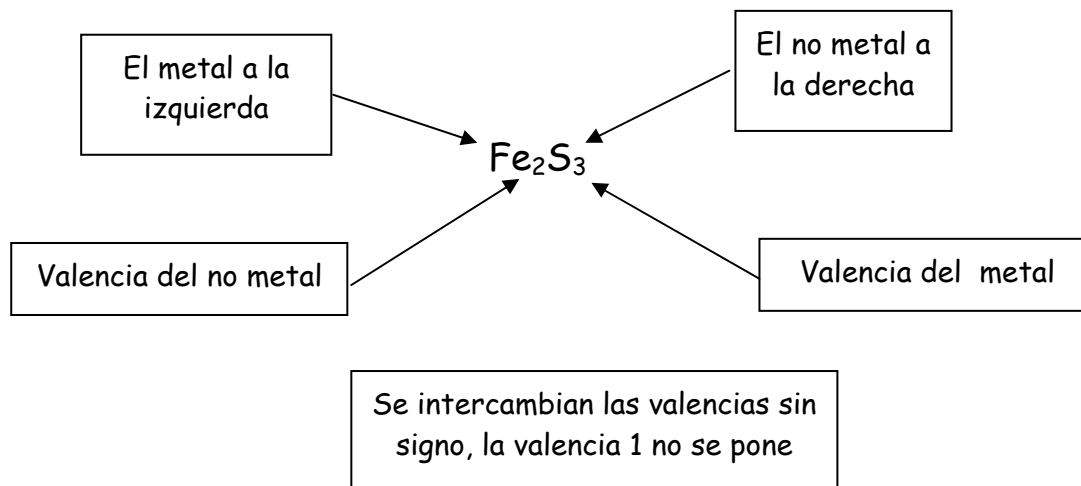 El metal a la
izquierda
El no metal a
la derecha
Fe₂S₃
Valencia del no metal
Valencia del metal
Se intercambian las valencias sin
signo, la valencia 1 no se pone